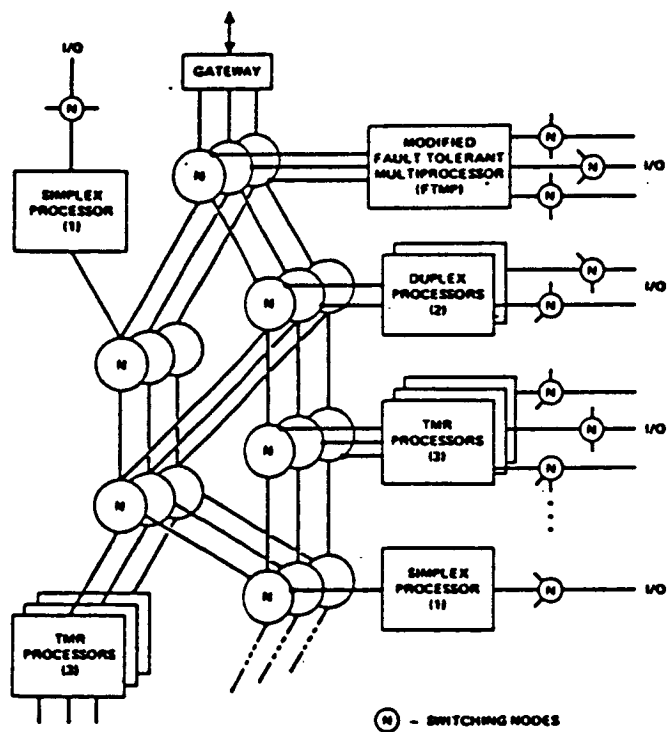 I/O
GATEWAY
N
SIMPLEX
PROCESSOR
(1)
N
MODIFIED
FAULT TOLERANT
MULTIPROCESSOR
(FTMP)
N
N
N
I/O
N
DUPLEX
PROCESSORS
(2)
N
N
I/O
N
N
TMR
PROCESSORS
(3)
N
N
N
I/O
N
N
SIMPLEX
PROCESSOR
(1)
N
I/O
TMR
PROCESSORS
(3)
N - SWITCHING NODES